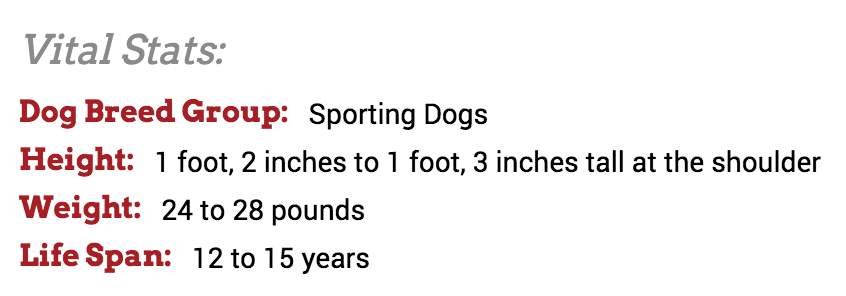 Vital Stats:
Dog Breed Group: Sporting Dogs
Height: 1 foot, 2 inches to 1 foot, 3 inches tall at the shoulder
Weight: 24 to 28 pounds
Life Span: 12 to 15 years